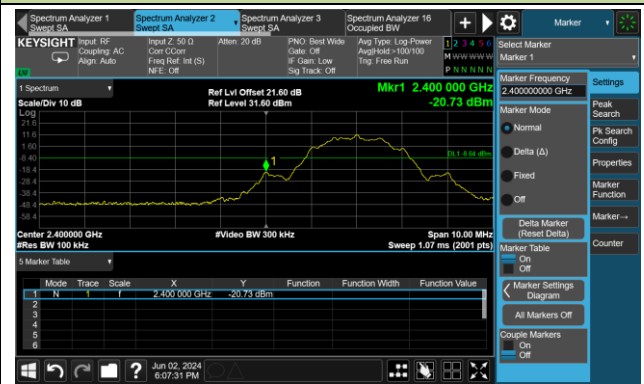 Spectrum Analyzer 1
Swept SA
Spectrum Analyzer 2
Swept SA
Spectrum Analyzer 3
Swept SA
Spectrum Analyzer 16
Occupied BW
Marker
KEYSIGHT
Input: RF
Coupling: AC
Align: Auto
Input Z: 50 Ω
Corr CCorr
Freq Ref: Int (S)
NFE: Off
Atten: 20 dB
PNO: Best Wide
Gate: Off
IF Gain: Low
Sig Track: Off
Avg Type: Log-Power
Avg|Hold:>100/100
Trig: Free Run
1 2 3 4 5 6
M W W W W W
P N N N N N
LXI
Select Marker
Marker 1
1 Spectrum
Scale/Div 10 dB
Log
Ref Lvl Offset 21.60 dB
Ref Level 31.60 dBm
Mkr1 2.400 000 GHz
-20.73 dBm
21.6
11.6
1.60
-8.40
-18.4
-28.4
-38.4
-48.4
-58.4
1
DL1 -8.64 dBm
Center 2.400000 GHz
#Res BW 100 kHz
#Video BW 300 kHz
Span 10.00 MHz
Sweep 1.07 ms (2001 pts)
5 Marker Table
Mode Trace Scale X Y Function Function Width Function Value
1 N 1 f 2.400 000 GHz -20.73 dBm
2
3
4
5
6
Marker Frequency
2.400000000 GHz
Marker Mode
Normal
Delta (Δ)
Fixed
Off
Delta Marker
(Reset Delta)
Marker Table
On
Off
Marker Settings
Diagram
All Markers Off
Couple Markers
On
Off
Settings
Peak
Search
Pk Search
Config
Properties
Marker
Function
Marker→
Counter
?
Jun 02, 2024
6:07:31 PM